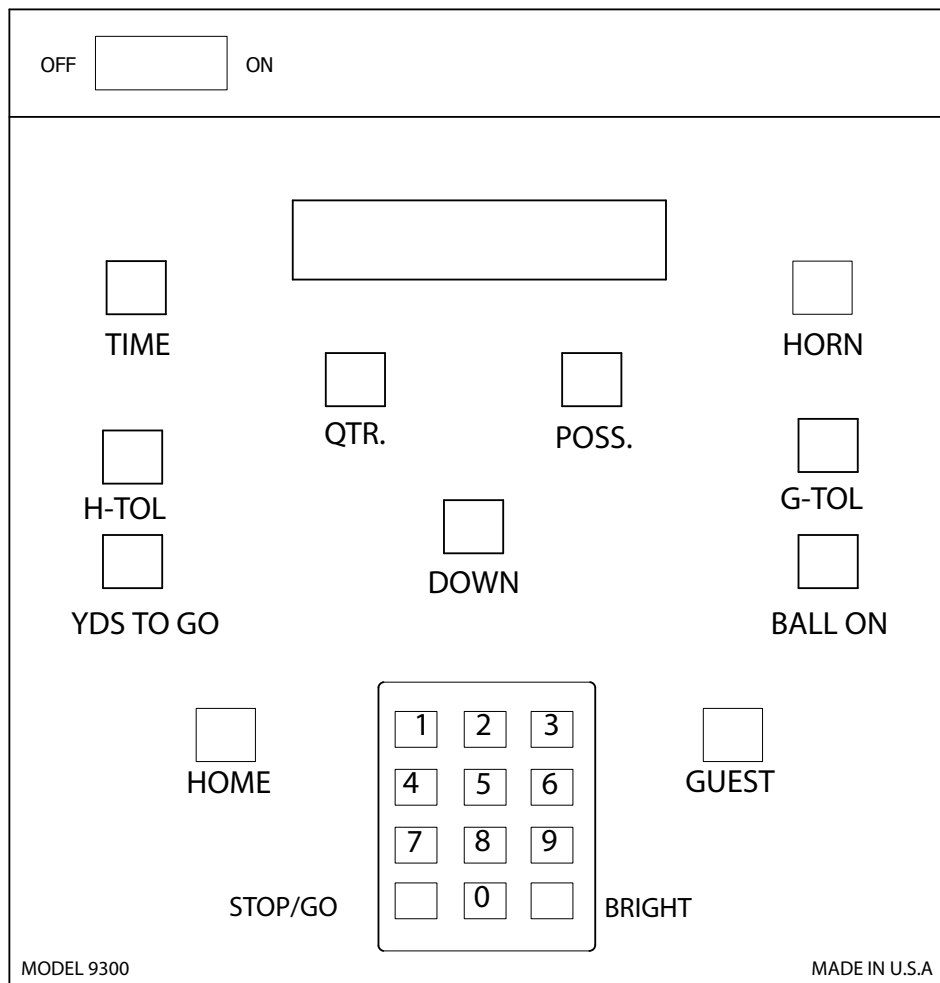 OFF ON
TIME HORN
QTR. POSS.
H-TOL G-TOL
DOWN
YDS TO GO BALL ON
1 2 3
HOME GUEST
4 5 6
7 8 9
STOP/GO 0 BRIGHT
MODEL 9300 MADE IN U.S.A